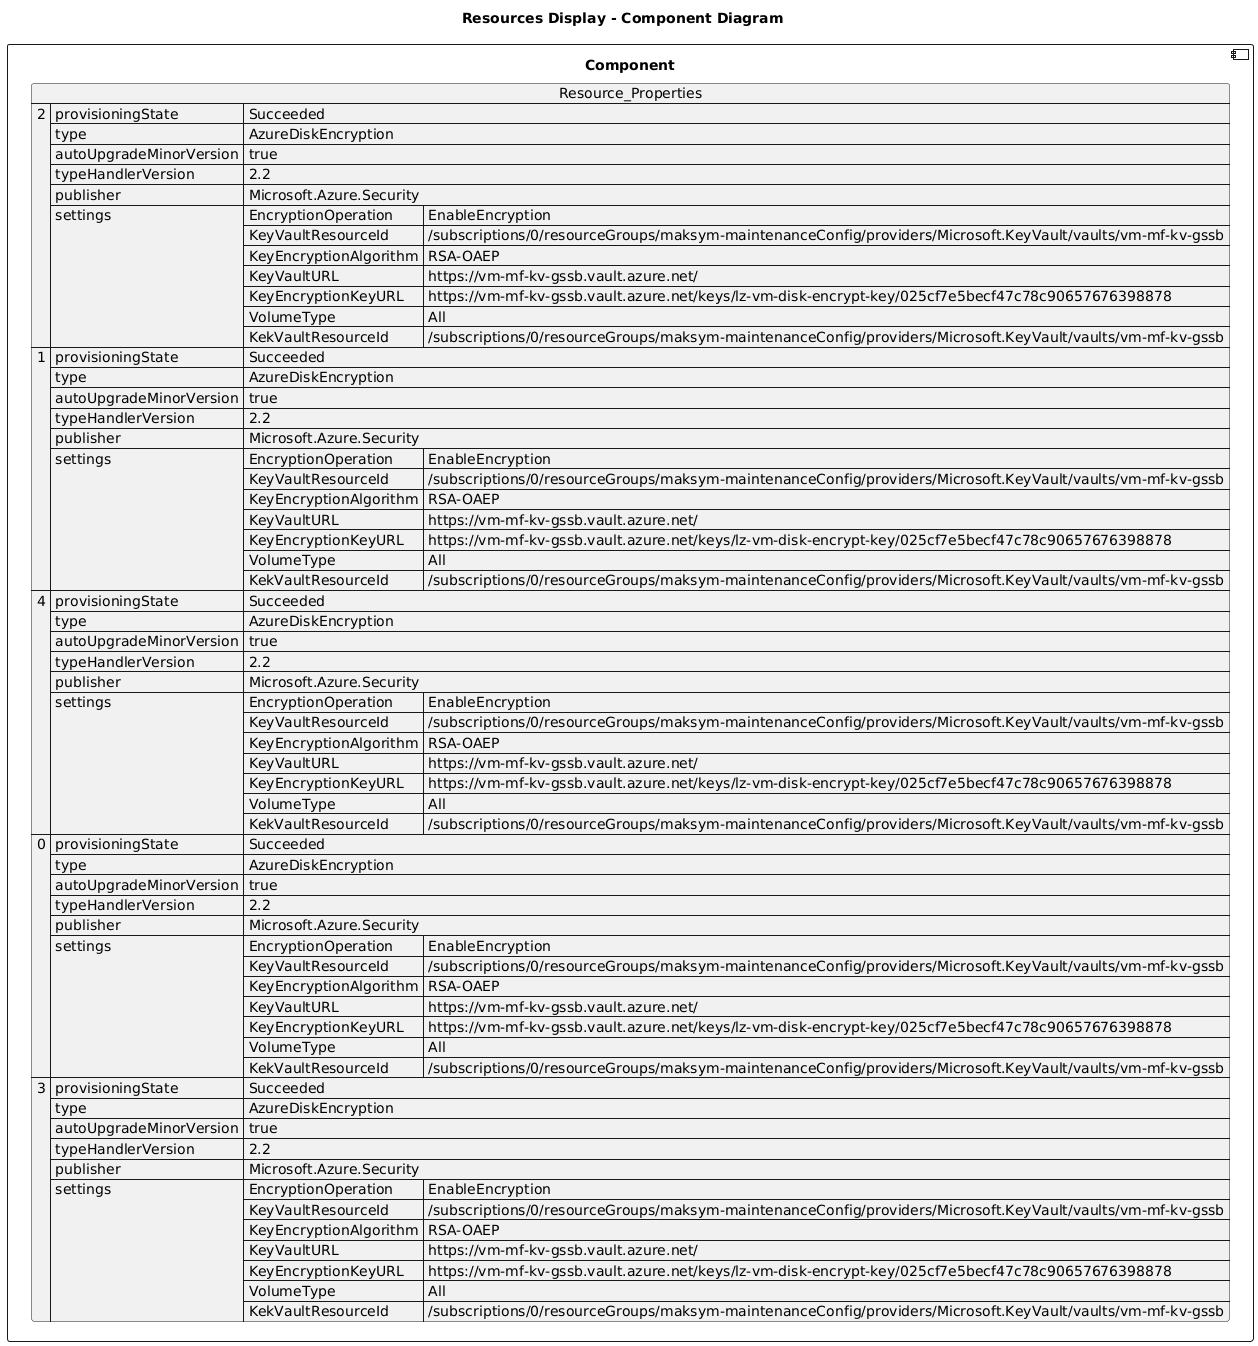 Resources Display - Component Diagram
Component
Resource_Properties
2 provisioningState Succeeded
type AzureDiskEncryption
autoUpgradeMinorVersion true
typeHandlerVersion 2.2
publisher Microsoft.Azure.Security
settings EncryptionOperation EnableEncryption
KeyVaultResourceId /subscriptions/0/resourceGroups/maksym-maintenanceConfig/providers/Microsoft.KeyVault/vaults/vm-mf-kv-gssb
KeyEncryptionAlgorithm RSA-OAEP
KeyVaultURL https://vm-mf-kv-gssb.vault.azure.net/
KeyEncryptionKeyURL https://vm-mf-kv-gssb.vault.azure.net/keys/lz-vm-disk-encrypt-key/025cf7e5becf47c78c90657676398878
VolumeType All
KekVaultResourceId /subscriptions/0/resourceGroups/maksym-maintenanceConfig/providers/Microsoft.KeyVault/vaults/vm-mf-kv-gssb
1 provisioningState Succeeded
type AzureDiskEncryption
autoUpgradeMinorVersion true
typeHandlerVersion 2.2
publisher Microsoft.Azure.Security
settings EncryptionOperation EnableEncryption
KeyVaultResourceId /subscriptions/0/resourceGroups/maksym-maintenanceConfig/providers/Microsoft.KeyVault/vaults/vm-mf-kv-gssb
KeyEncryptionAlgorithm RSA-OAEP
KeyVaultURL https://vm-mf-kv-gssb.vault.azure.net/
KeyEncryptionKeyURL https://vm-mf-kv-gssb.vault.azure.net/keys/lz-vm-disk-encrypt-key/025cf7e5becf47c78c90657676398878
VolumeType All
KekVaultResourceId /subscriptions/0/resourceGroups/maksym-maintenanceConfig/providers/Microsoft.KeyVault/vaults/vm-mf-kv-gssb
4 provisioningState Succeeded
type AzureDiskEncryption
autoUpgradeMinorVersion true
typeHandlerVersion 2.2
publisher Microsoft.Azure.Security
settings EncryptionOperation EnableEncryption
KeyVaultResourceId /subscriptions/0/resourceGroups/maksym-maintenanceConfig/providers/Microsoft.KeyVault/vaults/vm-mf-kv-gssb
KeyEncryptionAlgorithm RSA-OAEP
KeyVaultURL https://vm-mf-kv-gssb.vault.azure.net/
KeyEncryptionKeyURL https://vm-mf-kv-gssb.vault.azure.net/keys/lz-vm-disk-encrypt-key/025cf7e5becf47c78c90657676398878
VolumeType All
KekVaultResourceId /subscriptions/0/resourceGroups/maksym-maintenanceConfig/providers/Microsoft.KeyVault/vaults/vm-mf-kv-gssb
0 provisioningState Succeeded
type AzureDiskEncryption
autoUpgradeMinorVersion true
typeHandlerVersion 2.2
publisher Microsoft.Azure.Security
settings EncryptionOperation EnableEncryption
KeyVaultResourceId /subscriptions/0/resourceGroups/maksym-maintenanceConfig/providers/Microsoft.KeyVault/vaults/vm-mf-kv-gssb
KeyEncryptionAlgorithm RSA-OAEP
KeyVaultURL https://vm-mf-kv-gssb.vault.azure.net/
KeyEncryptionKeyURL https://vm-mf-kv-gssb.vault.azure.net/keys/lz-vm-disk-encrypt-key/025cf7e5becf47c78c90657676398878
VolumeType All
KekVaultResourceId /subscriptions/0/resourceGroups/maksym-maintenanceConfig/providers/Microsoft.KeyVault/vaults/vm-mf-kv-gssb
3 provisioningState Succeeded
type AzureDiskEncryption
autoUpgradeMinorVersion true
typeHandlerVersion 2.2
publisher Microsoft.Azure.Security
settings EncryptionOperation EnableEncryption
KeyVaultResourceId /subscriptions/0/resourceGroups/maksym-maintenanceConfig/providers/Microsoft.KeyVault/vaults/vm-mf-kv-gssb
KeyEncryptionAlgorithm RSA-OAEP
KeyVaultURL https://vm-mf-kv-gssb.vault.azure.net/
KeyEncryptionKeyURL https://vm-mf-kv-gssb.vault.azure.net/keys/lz-vm-disk-encrypt-key/025cf7e5becf47c78c90657676398878
VolumeType All
KekVaultResourceId /subscriptions/0/resourceGroups/maksym-maintenanceConfig/providers/Microsoft.KeyVault/vaults/vm-mf-kv-gssb